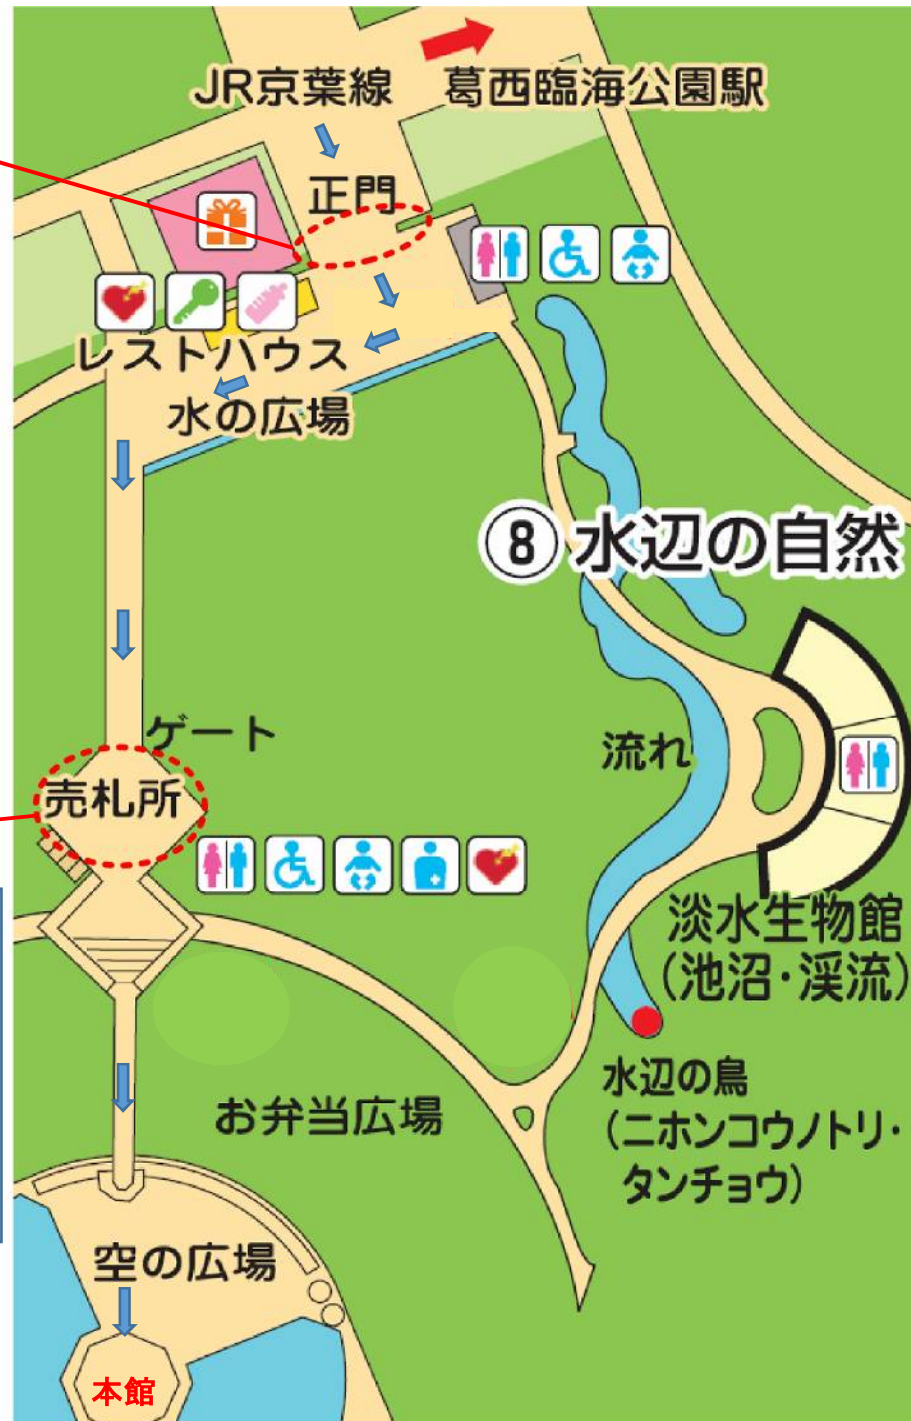 JR京葉線 葛西臨海公園駅
正門
レストハウス
水の広場
⑧ 水辺の自然
ゲート
流れ
売札所
淡水生物館
(池沼・渓流)
水辺の鳥
(ニホンコウノトリ・
タンチョウ)
お弁当広場
空の広場
本館